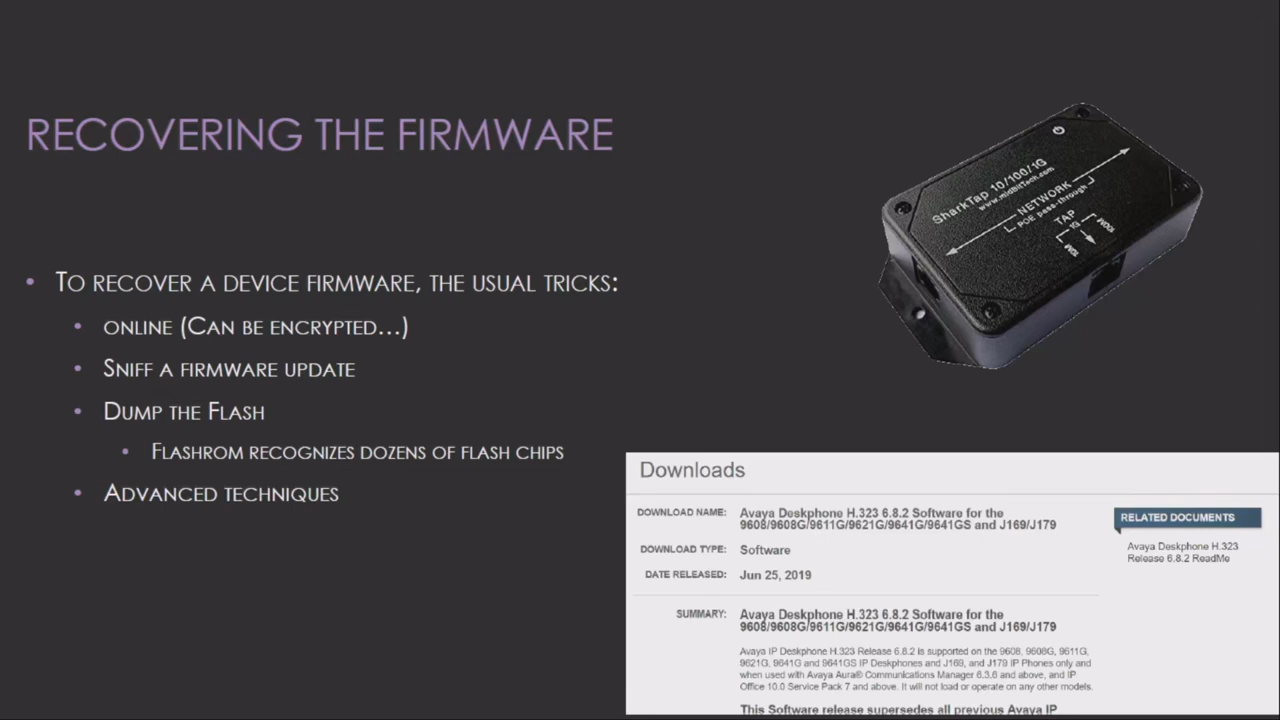 RECOVERING THE FIRMWARE
TO RECOVER A DEVICE FIRMWARE, THE USUAL TRICKS:
ONLINE (CAN BE ENCRYPTED...)
SNIFF A FIRMWARE UPDATE
DUMP THE FLASH
FLASHROM RECOGNIZES DOZENS OF FLASH CHIPS
ADVANCED TECHNIQUES
SharkTap 10/100/1G
www.midbitTech.com
NETWORK
POE pass-through
TAP
1G
Downloads
DOWNLOAD NAME: Avaya Deskphone H.323 6.8.2 Software for the
9608/9608G/9611G/9621G/9641G/9641GS and J169/J179
DOWNLOAD TYPE: Software
DATE RELEASED: Jun 25, 2019
SUMMARY: Avaya Deskphone H.323 6.8.2 Software for the
9608/9608G/9611G/9621G/9641G/9641GS and J169/J179
Avaya IP Deskphone H.323 Release 6.8.2 is supported on the 9608, 9608G, 9611G,
9621G, 9641G and 9641GS IP Deskphones and J169, and J179 IP Phones only and
when used with Avaya Aura® Communications Manager 6.3.6 and above, and IP
Office 10.0 Service Pack 7 and above. It will not load or operate on any other models.
This Software release supersedes all previous Avaya IP
RELATED DOCUMENTS
Avaya Deskphone H.323
Release 6.8.2 ReadMe